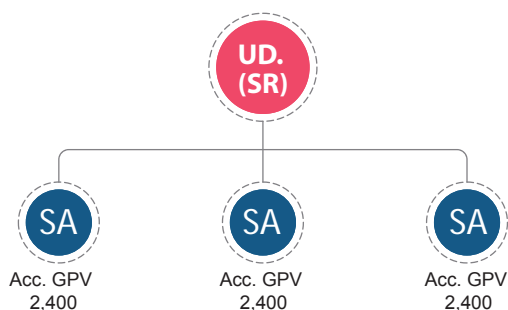 UD.
(SR)
SA
SA
SA
Acc. GPV
2,400
Acc. GPV
2,400
Acc. GPV
2,400